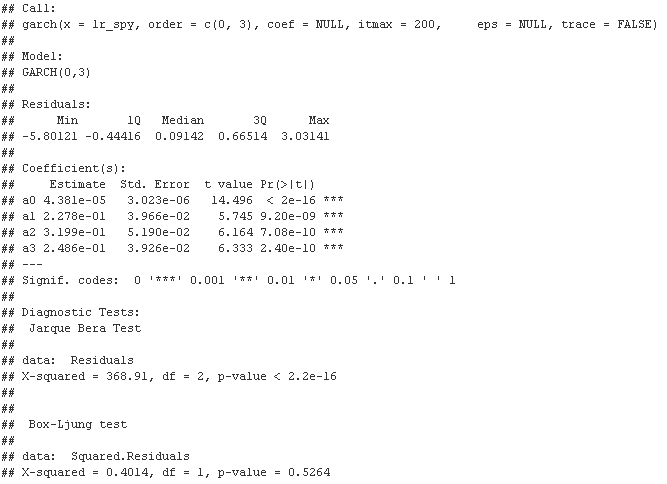 ## Call:
## garch(x = lr_spy, order = c(0, 3), coef = NULL, itmax = 200,     eps = NULL, trace = FALSE)
##
## Model:
## GARCH(0,3)
##
## Residuals:
##      Min       1Q   Median       3Q      Max
## -5.80121 -0.44416  0.09142  0.66514  3.03141
##
## Coefficient(s):
##     Estimate  Std. Error  t value Pr(>|t|)
## a0 4.381e-05   3.023e-06   14.496  < 2e-16 ***
## a1 2.278e-01   3.966e-02    5.745 9.20e-09 ***
## a2 3.199e-01   5.190e-02    6.164 7.08e-10 ***
## a3 2.486e-01   3.926e-02    6.333 2.40e-10 ***
## ---
## Signif. codes:  0 '***' 0.001 '**' 0.01 '*' 0.05 '.' 0.1 ' ' 1
##
## Diagnostic Tests:
##  Jarque Bera Test
##
## data:  Residuals
## X-squared = 368.91, df = 2, p-value < 2.2e-16
##
##
##  Box-Ljung test
##
## data:  Squared.Residuals
## X-squared = 0.4014, df = 1, p-value = 0.5264